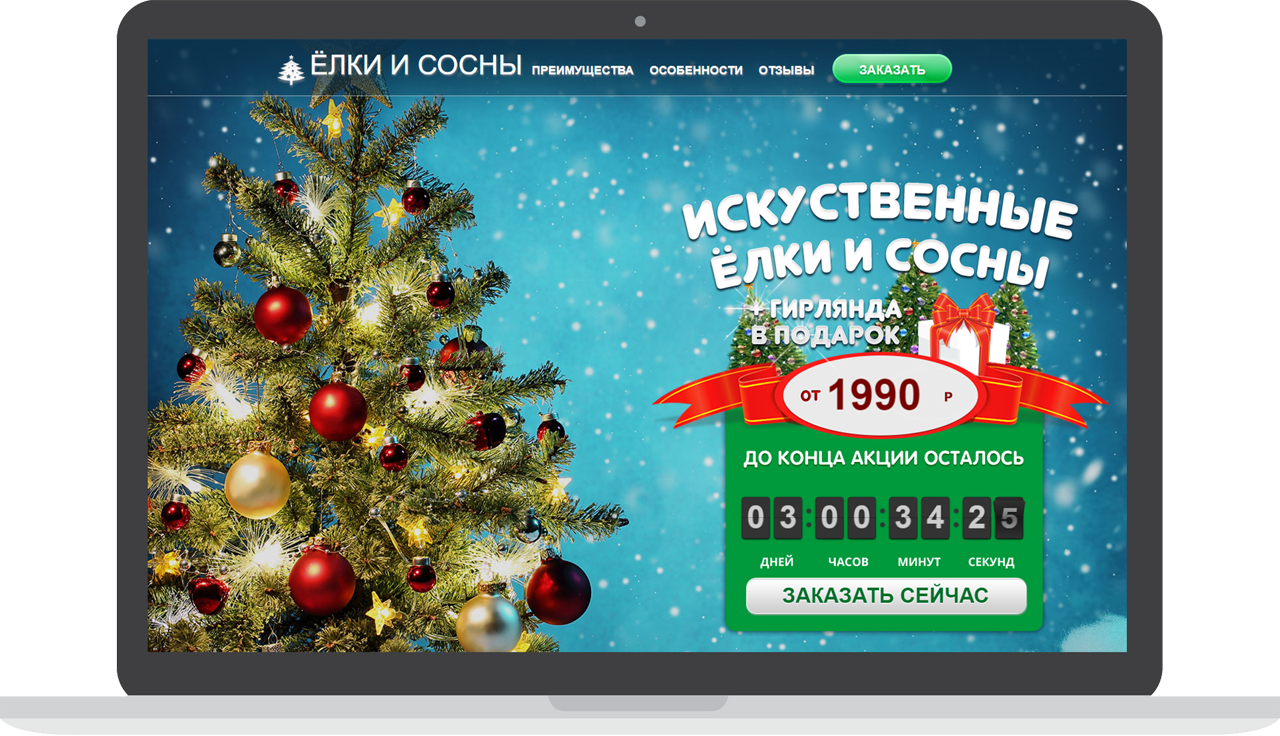 ЁЛКИ И СОСНЫ ПРЕИМУЩЕСТВА ОСОБЕННОСТИ ОТЗЫВЫ ЗАКАЗАТЬ
ИСКУСТВЕННЫЕ
ЁЛКИ И СОСНЫ
+ ГИРЛЯНДА
В ПОДАРОК
ОТ 1990 Р
ДО КОНЦА АКЦИИ ОСТАЛОСЬ
03:00:34:25
ДНЕЙ ЧАСОВ МИНУТ СЕКУНД
ЗАКАЗАТЬ СЕЙЧАС